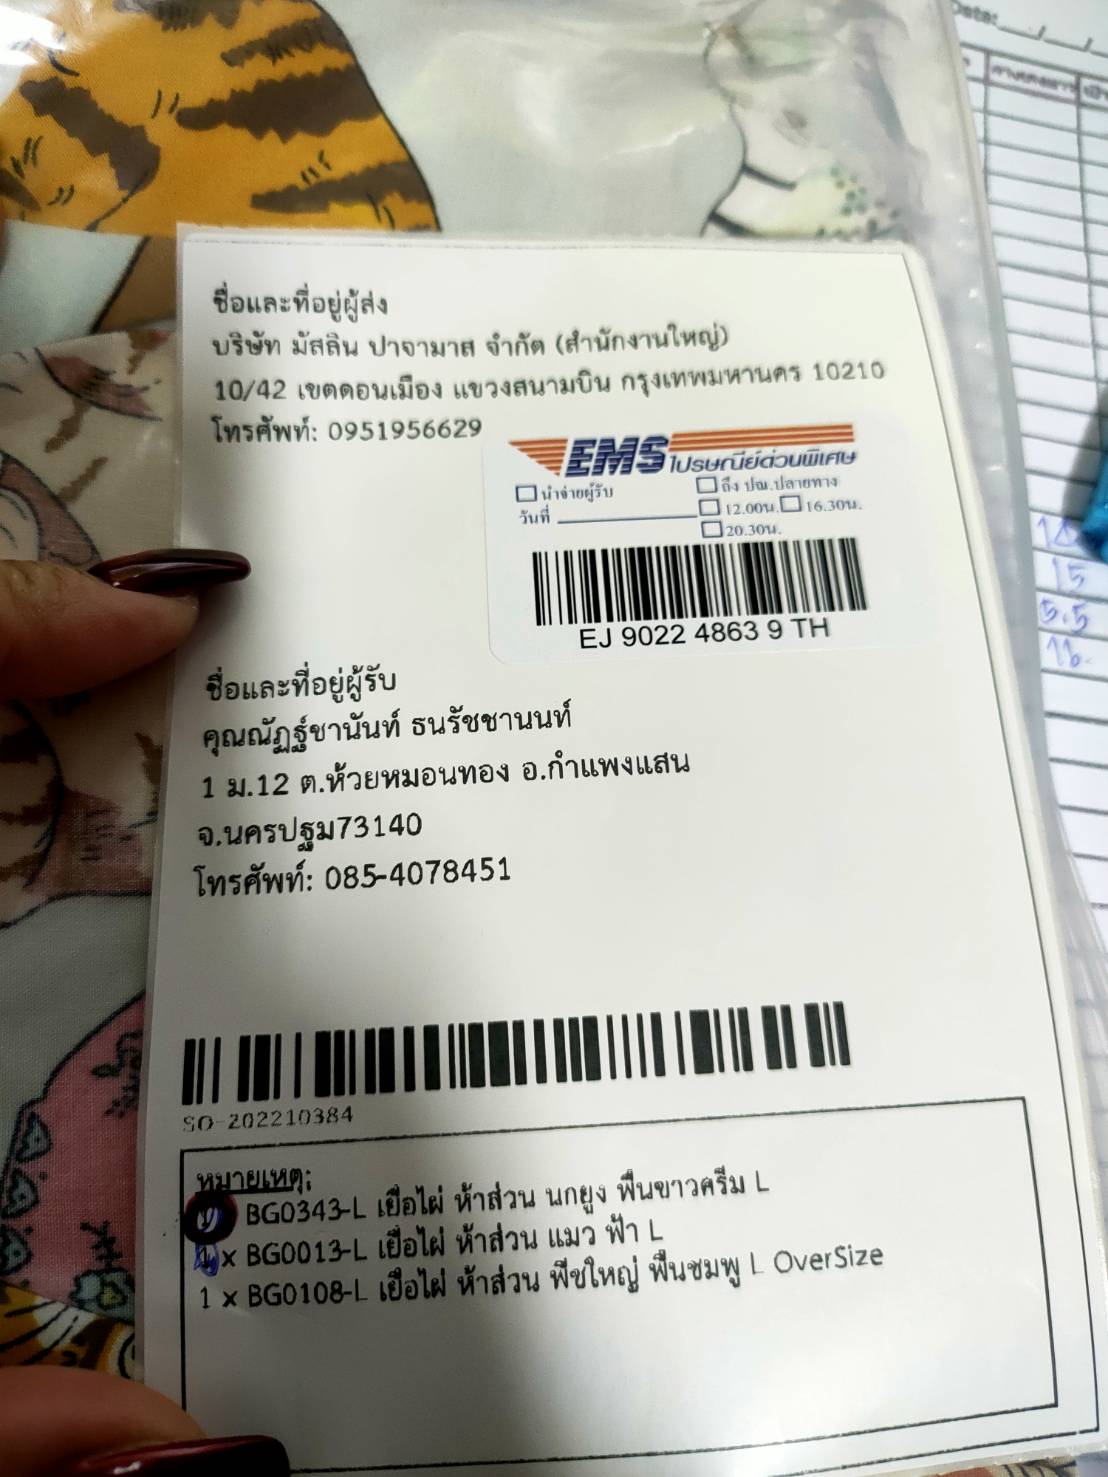 Date:
ชื่อและที่อยู่ผู้ส่ง
บริษัท มัสลิน ปาจามาส จำกัด (สำนักงานใหญ่)
10/42 เขตดอนเมือง แขวงสนามบิน กรุงเทพมหานคร 10210
โทรศัพท์: 0951956629
EMS ไปรษณีย์ด่วนพิเศษ
นำจ่ายผู้รับ ถึง ปณ.ปลายทาง
วันที่ 12.00น. 16.30น.
20.30น.
EJ 9022 4863 9 TH
15
5.5
16.
ชื่อและที่อยู่ผู้รับ
คุณณัฏฐ์ชานันท์ ธนรัชชานนท์
1 ม.12 ต.ห้วยหมอนทอง อ.กำแพงแสน
จ.นครปฐม73140
โทรศัพท์: 085-4078451
SO-202210384
หมายเหตุ:
BG0343-L เยื่อไผ่ ห้าส่วน นกยูง พื้นขาวครีม L
1 x BG0013-L เยื่อไผ่ ห้าส่วน แมว ฟ้า L
1 x BG0108-L เยื่อไผ่ ห้าส่วน พืชใหญ่ พื้นชมพู L OverSize